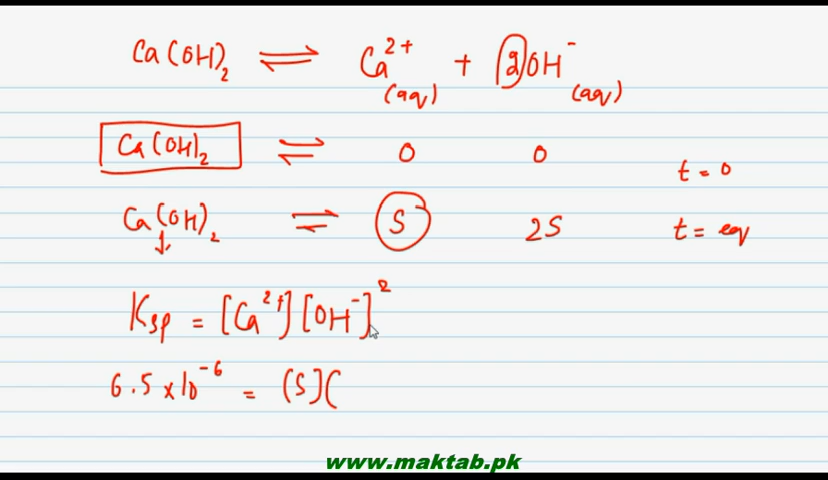 Ca(OH)₂ ⇌ Ca²⁺(aq) + 2OH⁻(aq)
Ca(OH)₂ ⇌ 0 0 t = 0
Ca(OH)₂ ⇌ S 2S t = eq
Ksp = [Ca²⁺][OH⁻]²
6.5 x 10⁻⁶ = (S)(
www.maktab.pk